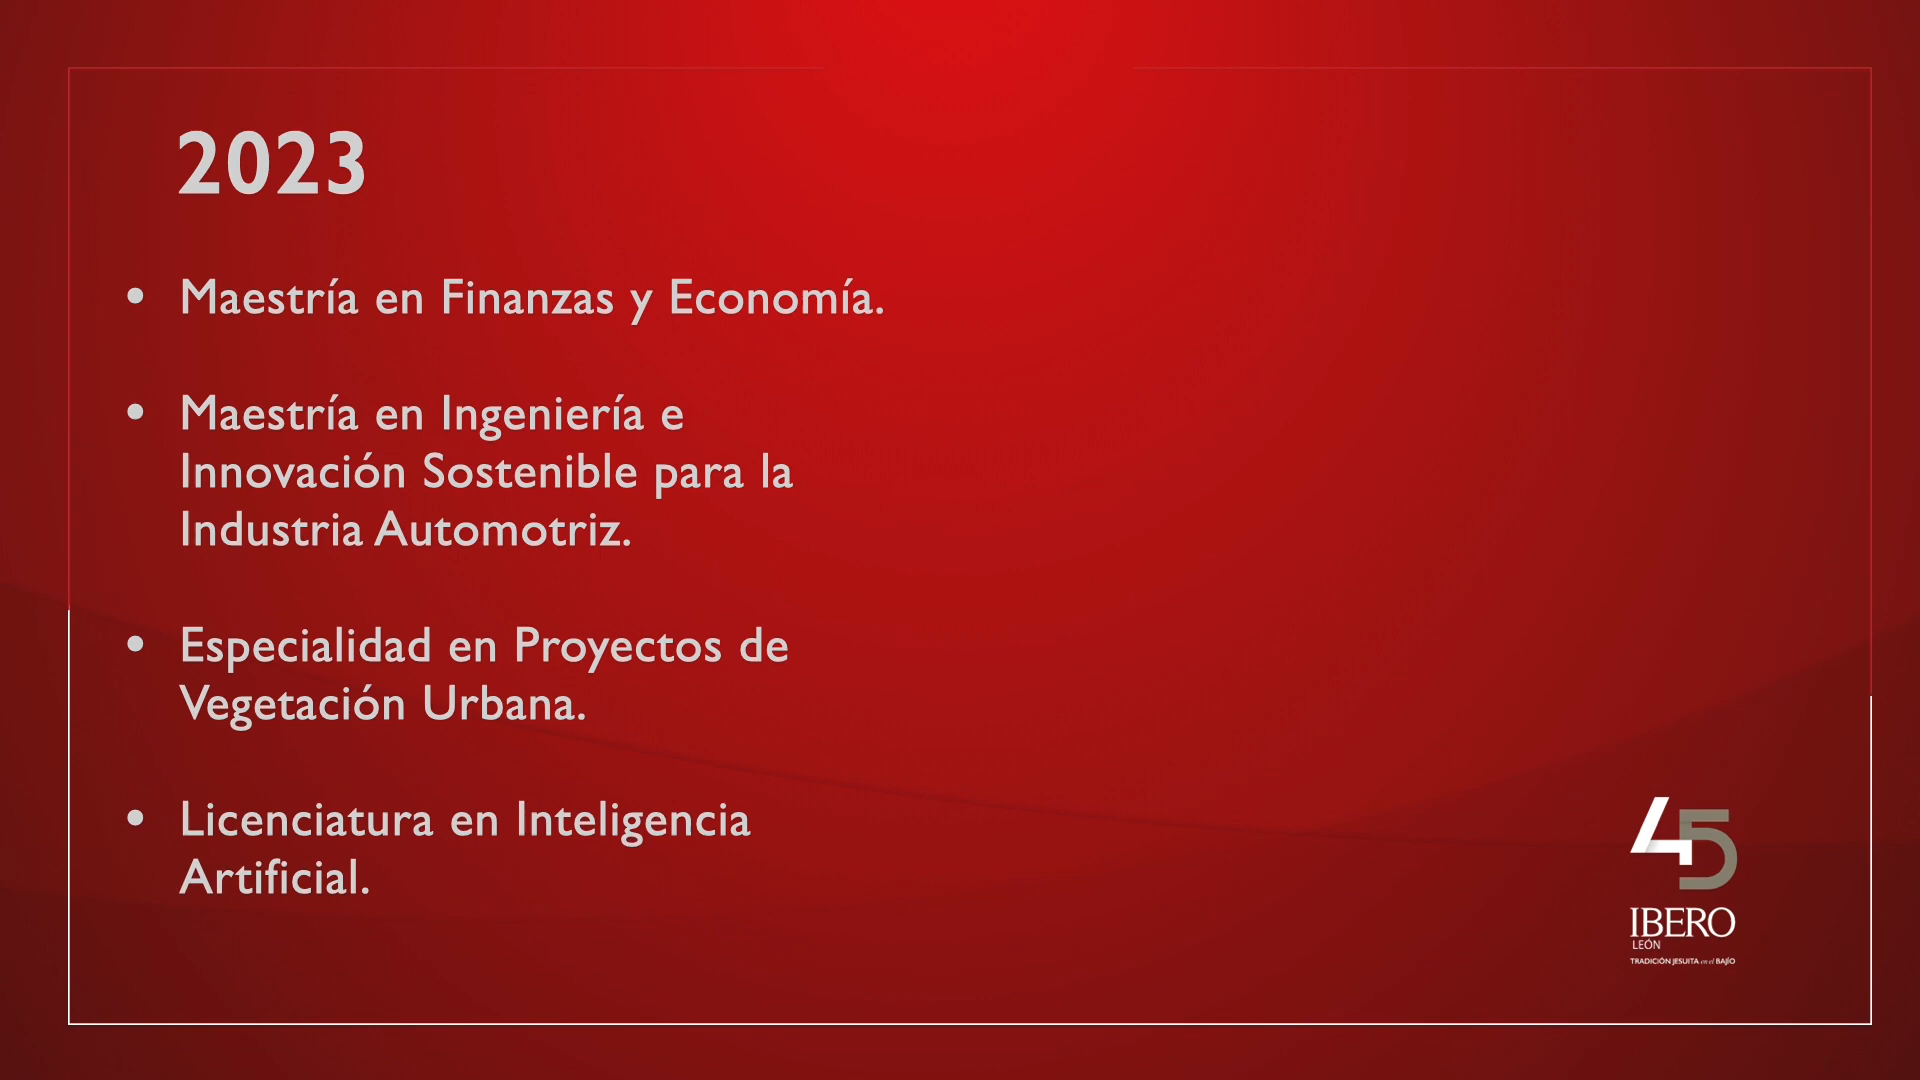 2023
• Maestría en Finanzas y Economía.
• Maestría en Ingeniería e
Innovación Sostenible para la
Industria Automotriz.
• Especialidad en Proyectos de
Vegetación Urbana.
• Licenciatura en Inteligencia
Artificial.
45
IBERO
LEÓN
TRADICIÓN JESUITA en el BAJÍO